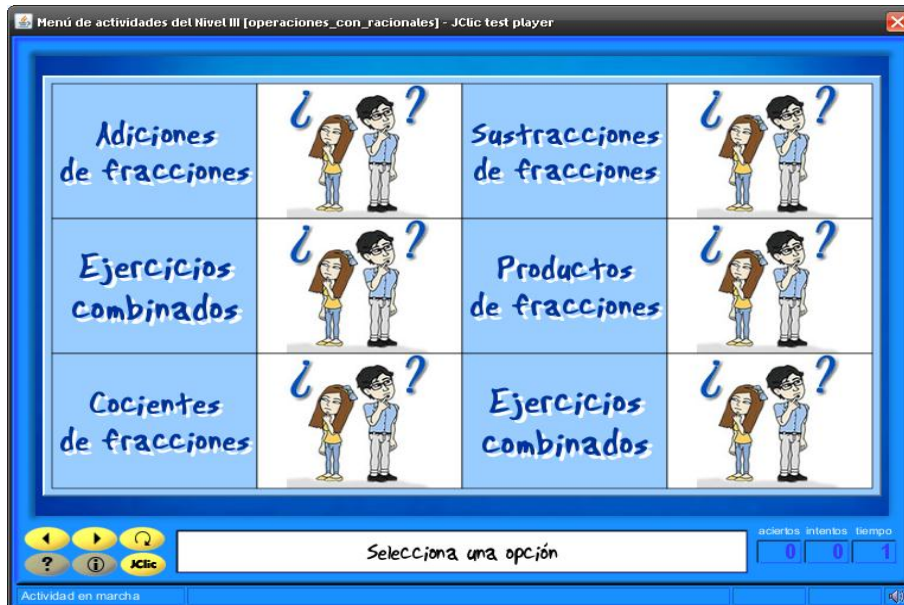 Menú de actividades del Nivel III [operaciones_con_racionales] - JClic test player
Adiciones
de fracciones
¿ ?
Sustracciones
de fracciones
¿ ?
Ejercicios
combinados
¿ ?
Productos
de fracciones
¿ ?
Cocientes
de fracciones
¿ ?
Ejercicios
combinados
¿ ?
? i JClic
Selecciona una opción
aciertos intentos tiempo
0 0 1
Actividad en marcha